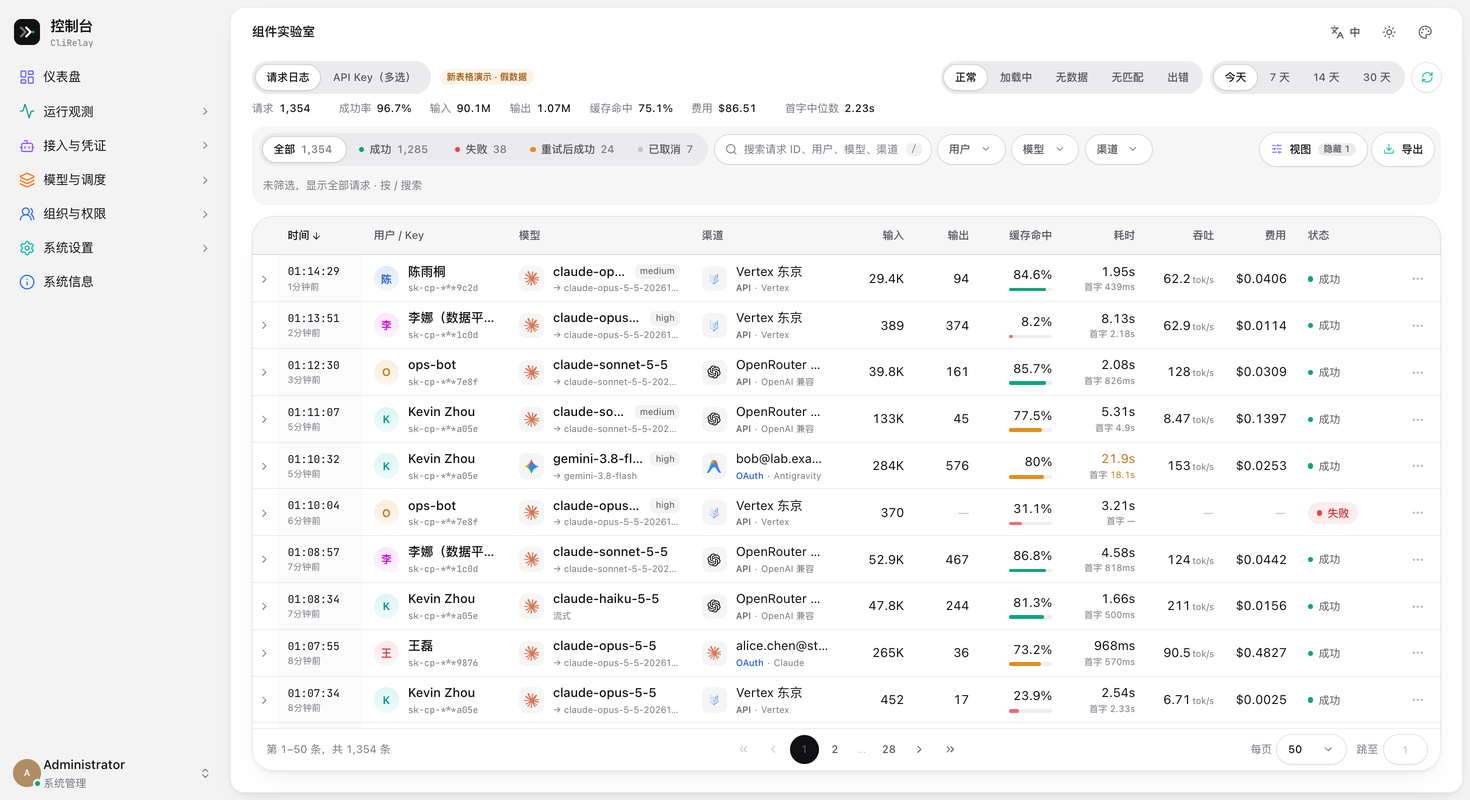 控制台
CliRelay
仪表盘
运行观测
接入与凭证
模型与调度
组织与权限
系统设置
系统信息
A
Administrator
系统管理
组件实验室
中
请求日志 API Key（多选） 新表格演示 · 假数据 正常 加载中 无数据 无匹配 出错 今天 7 天 14 天 30 天
请求 1,354 成功率 96.7% 输入 90.1M 输出 1.07M 缓存命中 75.1% 费用 $86.51 首字中位数 2.23s
全部 1,354 成功 1,285 失败 38 重试后成功 24 已取消 7 搜索请求 ID、用户、模型、渠道 / 用户 模型 渠道 视图 隐藏 1 导出
未筛选，显示全部请求 · 按 / 搜索
时间 ↓ 用户 / Key 模型 渠道 输入 输出 缓存命中 耗时 吞吐 费用 状态
01:14:29 陈 陈雨桐 claude-op... medium Vertex 东京 29.4K 94 84.6% 1.95s 62.2 tok/s $0.0406 成功 ···
1分钟前 sk-cp-***9c2d → claude-opus-5-5-20261... API · Vertex 首字 439ms
01:13:51 李 李娜（数据平... claude-opus... high Vertex 东京 389 374 8.2% 8.13s 62.9 tok/s $0.0114 成功 ···
2分钟前 sk-cp-***1c0d → claude-opus-5-5-20261... API · Vertex 首字 2.18s
01:12:30 O ops-bot claude-sonnet-5-5 OpenRouter ... 39.8K 161 85.7% 2.08s 128 tok/s $0.0309 成功 ···
3分钟前 sk-cp-***7e8f → claude-sonnet-5-5-202... API · OpenAI 兼容 首字 826ms
01:11:07 K Kevin Zhou claude-so... medium OpenRouter ... 133K 45 77.5% 5.31s 8.47 tok/s $0.1397 成功 ···
5分钟前 sk-cp-***a05e → claude-sonnet-5-5-202... API · OpenAI 兼容 首字 4.9s
01:10:32 K Kevin Zhou gemini-3.8-fl... high bob@lab.exa... 284K 576 80% 21.9s 153 tok/s $0.0253 成功 ···
5分钟前 sk-cp-***a05e → gemini-3.8-flash OAuth · Antigravity 首字 18.1s
01:10:04 O ops-bot claude-opus... high Vertex 东京 370 — 31.1% 3.21s — — 失败 ···
6分钟前 sk-cp-***7e8f → claude-opus-5-5-20261... API · Vertex 首字 —
01:08:57 李 李娜（数据平... claude-sonnet-5-5 OpenRouter ... 52.9K 467 86.8% 4.58s 124 tok/s $0.0442 成功 ···
7分钟前 sk-cp-***1c0d → claude-sonnet-5-5-202... API · OpenAI 兼容 首字 818ms
01:08:34 K Kevin Zhou claude-haiku-5-5 OpenRouter ... 47.8K 244 81.3% 1.66s 211 tok/s $0.0156 成功 ···
7分钟前 sk-cp-***a05e 流式 API · OpenAI 兼容 首字 500ms
01:07:55 王 王磊 claude-opus-5-5 alice.chen@st... 265K 36 73.2% 968ms 90.5 tok/s $0.4827 成功 ···
8分钟前 sk-cp-***9876 → claude-opus-5-5-20261... OAuth · Claude 首字 570ms
01:07:34 K Kevin Zhou claude-opus-5-5 Vertex 东京 452 17 23.9% 2.54s 6.71 tok/s $0.0025 成功 ···
8分钟前 sk-cp-***a05e → claude-opus-5-5-20261... API · Vertex 首字 2.33s
第 1–50 条，共 1,354 条 « ‹ 1 2 ... 28 › » 每页 50 跳至 1